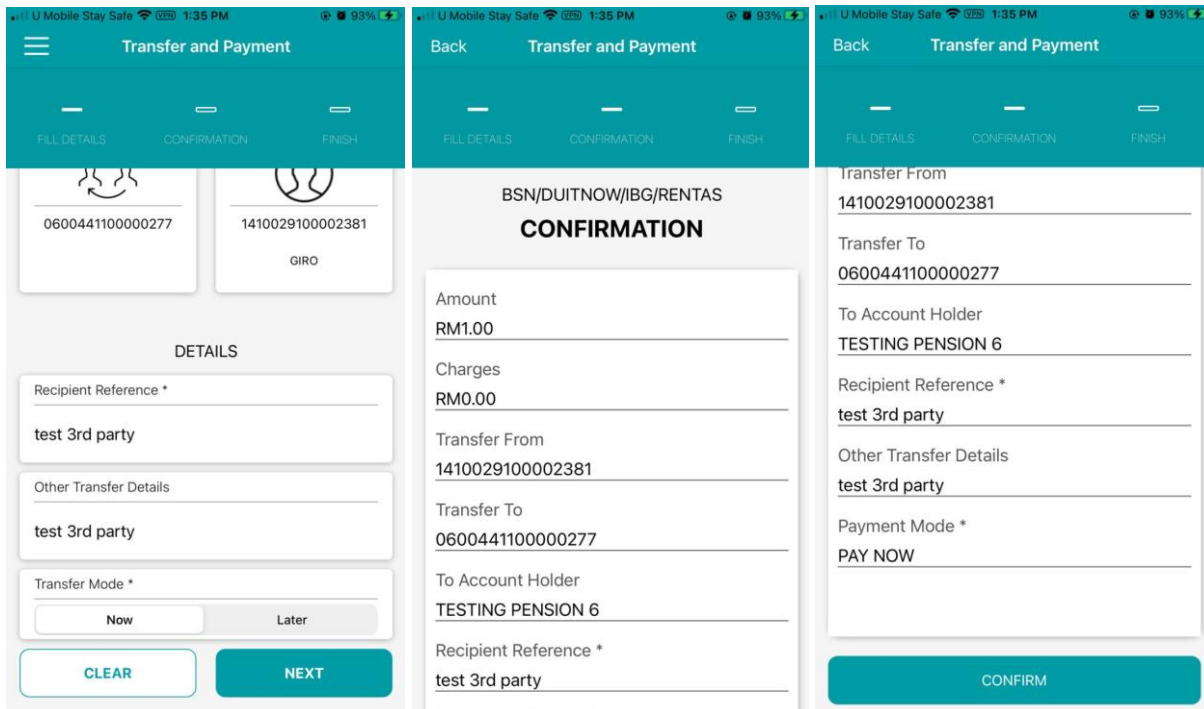 U Mobile Stay Safe VPN 1:35 PM 93%
Transfer and Payment
FILL DETAILS CONFIRMATION FINISH
0600441100000277 1410029100002381
GIRO
DETAILS
Recipient Reference *
test 3rd party
Other Transfer Details
test 3rd party
Transfer Mode *
Now Later
CLEAR NEXT
U Mobile Stay Safe VPN 1:35 PM 93%
Back Transfer and Payment
FILL DETAILS CONFIRMATION FINISH
BSN/DUITNOW/IBG/RENTAS
CONFIRMATION
Amount
RM1.00
Charges
RM0.00
Transfer From
1410029100002381
Transfer To
0600441100000277
To Account Holder
TESTING PENSION 6
Recipient Reference *
test 3rd party
U Mobile Stay Safe VPN 1:35 PM 93%
Back Transfer and Payment
FILL DETAILS CONFIRMATION FINISH
Transfer From
1410029100002381
Transfer To
0600441100000277
To Account Holder
TESTING PENSION 6
Recipient Reference *
test 3rd party
Other Transfer Details
test 3rd party
Payment Mode *
PAY NOW
CONFIRM